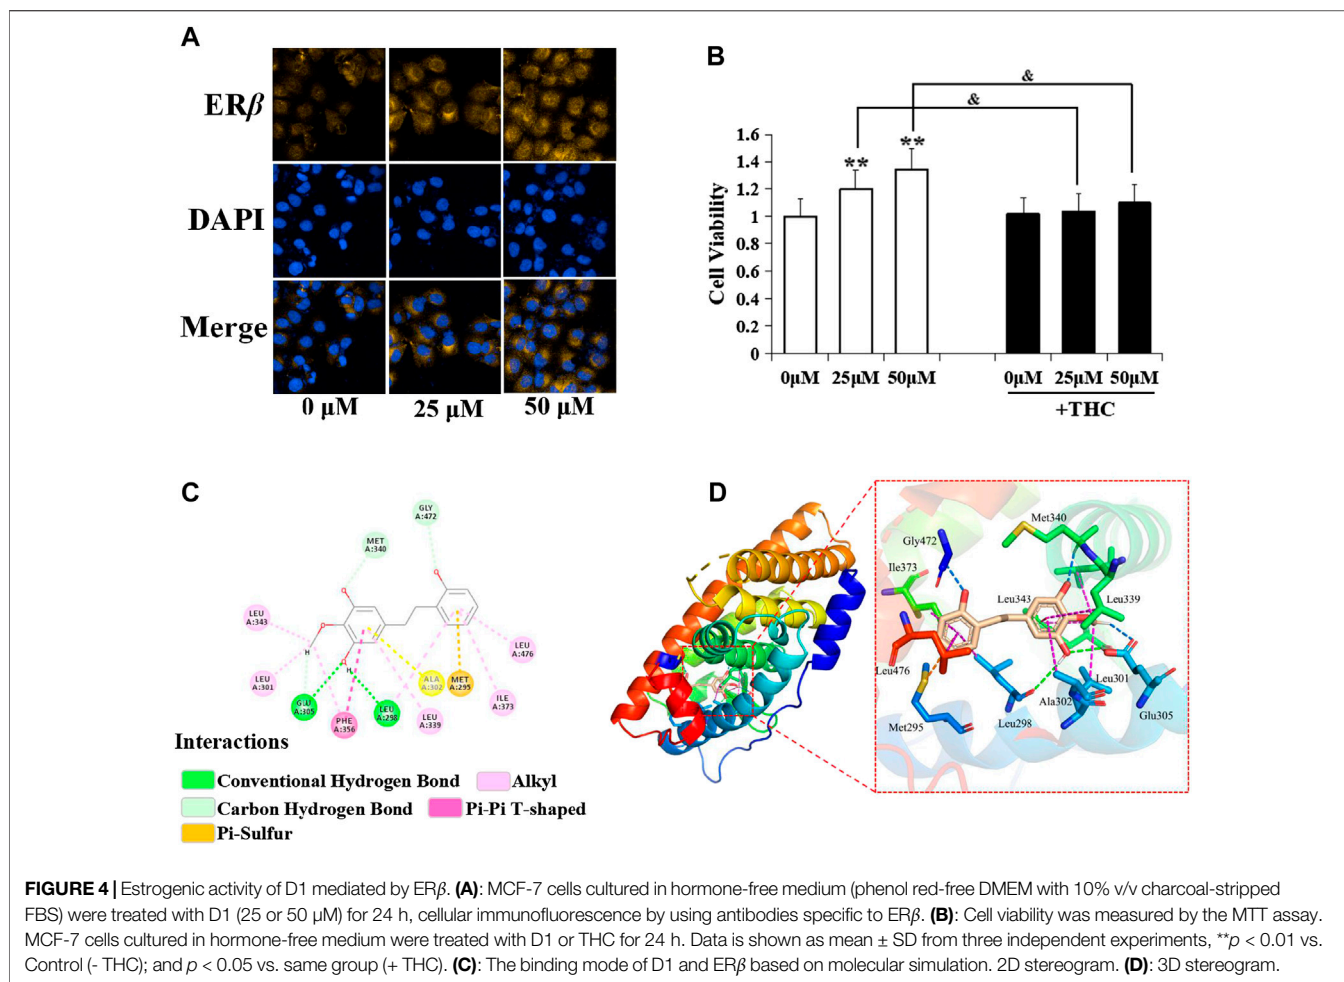 A
ERβ
DAPI
Merge
0 μM 25 μM 50 μM
B
&
&
** **
Cell Viability
1.6
1.4
1.2
1
0.8
0.6
0.4
0.2
0
0μM 25μM 50μM 0μM 25μM 50μM
+THC
C
GLY A:472
MET A:340
LEU A:343
LEU A:301
GLU A:305
PHE A:356
LEU A:298
LEU A:339
ALA A:302
MET A:295
ILE A:373
LEU A:476
O
O
O
O
H
H
Interactions
Conventional Hydrogen Bond Alkyl
Carbon Hydrogen Bond Pi-Pi T-shaped
Pi-Sulfur
D
Met340
Gly472
Ile373
Leu343
Leu339
Leu476
Leu301
Ala302
Met295
Leu298
Glu305
FIGURE 4 | Estrogenic activity of D1 mediated by ERβ. (A): MCF-7 cells cultured in hormone-free medium (phenol red-free DMEM with 10% v/v charcoal-stripped
FBS) were treated with D1 (25 or 50 μM) for 24 h, cellular immunofluorescence by using antibodies specific to ERβ. (B): Cell viability was measured by the MTT assay.
MCF-7 cells cultured in hormone-free medium were treated with D1 or THC for 24 h. Data is shown as mean ± SD from three independent experiments, **p < 0.01 vs.
Control (- THC); and p < 0.05 vs. same group (+ THC). (C): The binding mode of D1 and ERβ based on molecular simulation. 2D stereogram. (D): 3D stereogram.